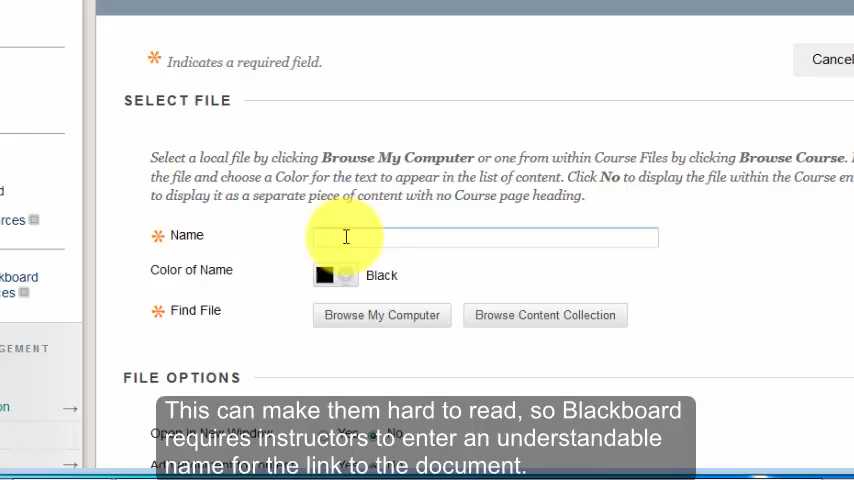 Indicates a required field.
Cancel
SELECT FILE
Select a local file by clicking Browse My Computer or one from within Course Files by clicking Browse Course.
the file and choose a Color for the text to appear in the list of content. Click No to display the file within the Course
to display it as a separate piece of content with no Course page heading.
Name
Color of Name
Black
Find File
Browse My Computer
Browse Content Collection
FILE OPTIONS
Open in New Window
Yes
No
This can make them hard to read, so Blackboard
requires instructors to enter an understandable
name for the link to the document.